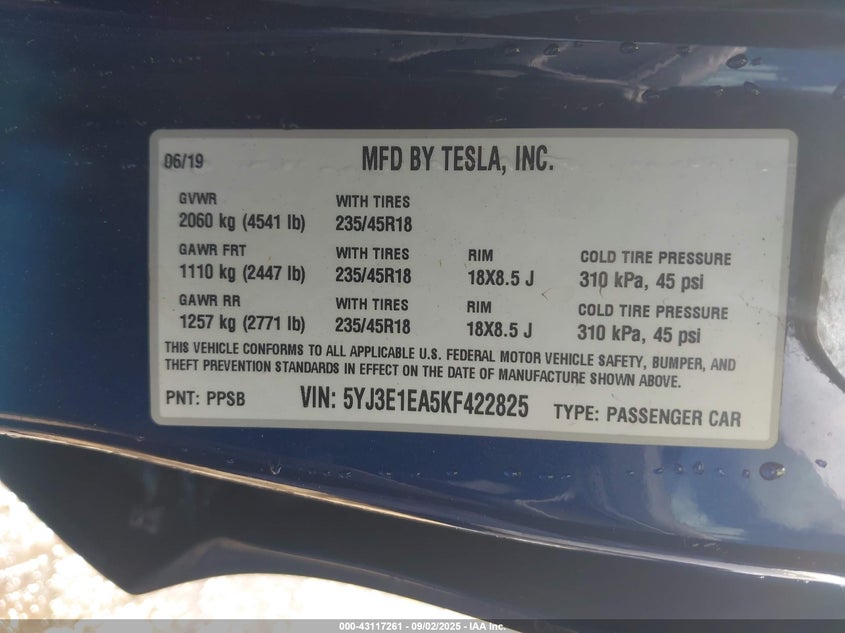 06/19 MFD BY TESLA, INC.
GVWR WITH TIRES
2060 kg (4541 lb) 235/45R18
GAWR FRT WITH TIRES RIM COLD TIRE PRESSURE
1110 kg (2447 lb) 235/45R18 18X8.5 J 310 kPa, 45 psi
GAWR RR WITH TIRES RIM COLD TIRE PRESSURE
1257 kg (2771 lb) 235/45R18 18X8.5 J 310 kPa, 45 psi
THIS VEHICLE CONFORMS TO ALL APPLICABLE U.S. FEDERAL MOTOR VEHICLE SAFETY, BUMPER, AND
THEFT PREVENTION STANDARDS IN EFFECT ON THE DATE OF MANUFACTURE SHOWN ABOVE.
PNT: PPSB VIN: 5YJ3E1EA5KF422825 TYPE: PASSENGER CAR
000-43117261 - 09/02/2025 - IAA Inc.